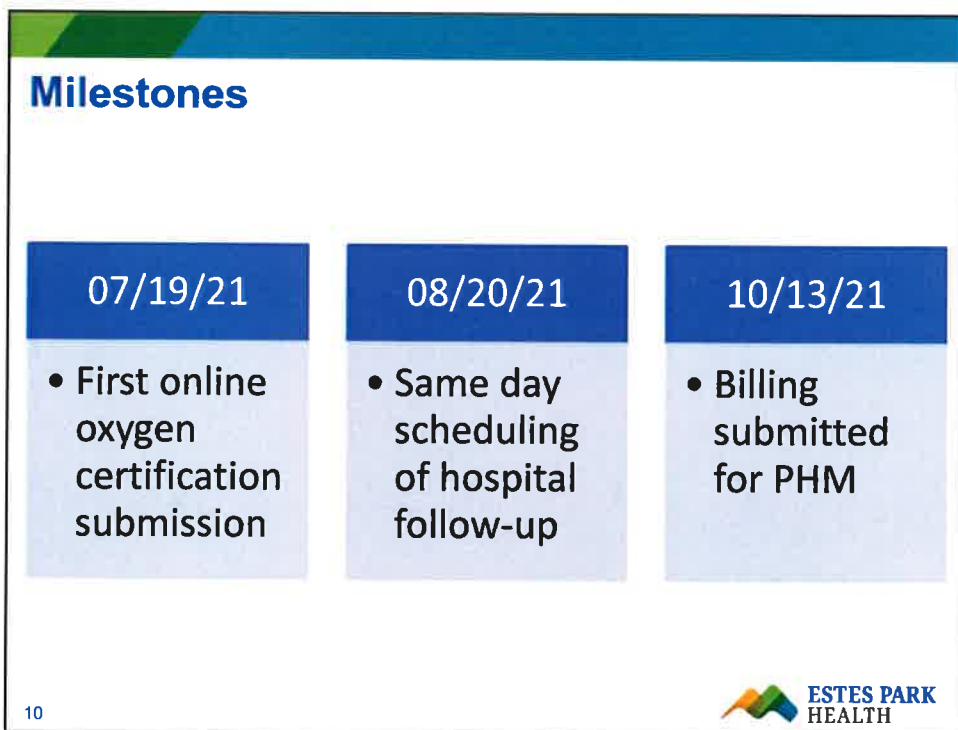 Milestones
07/19/21
• First online
oxygen
certification
submission
08/20/21
• Same day
scheduling
of hospital
follow-up
10/13/21
• Billing
submitted
for PHM
10
ESTES PARK
HEALTH